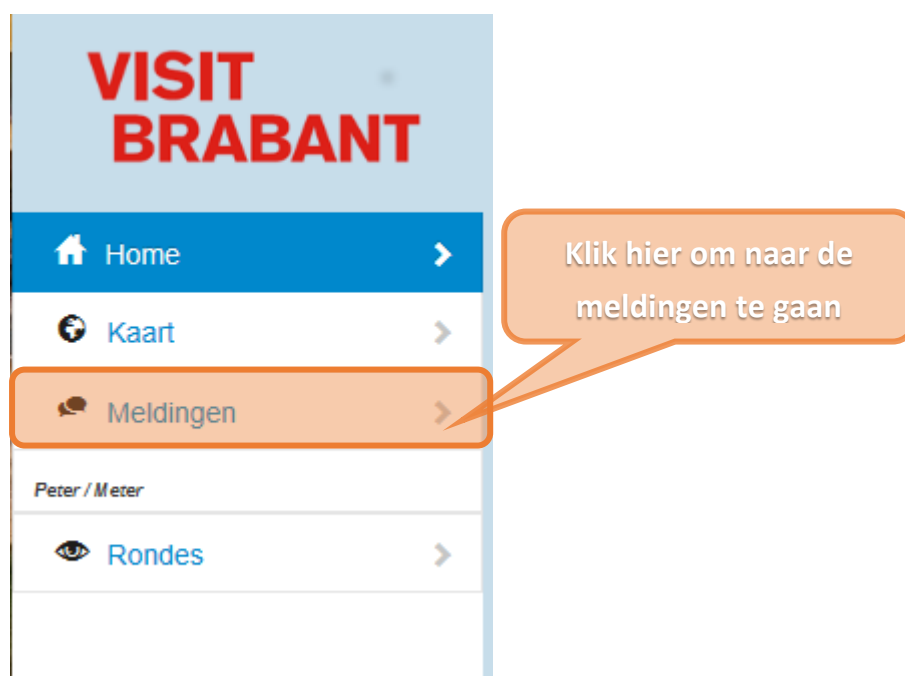 VISIT
BRABANT
Home
Klik hier om naar de
meldingen te gaan
Kaart
Meldingen
Peter / Meter
Rondes